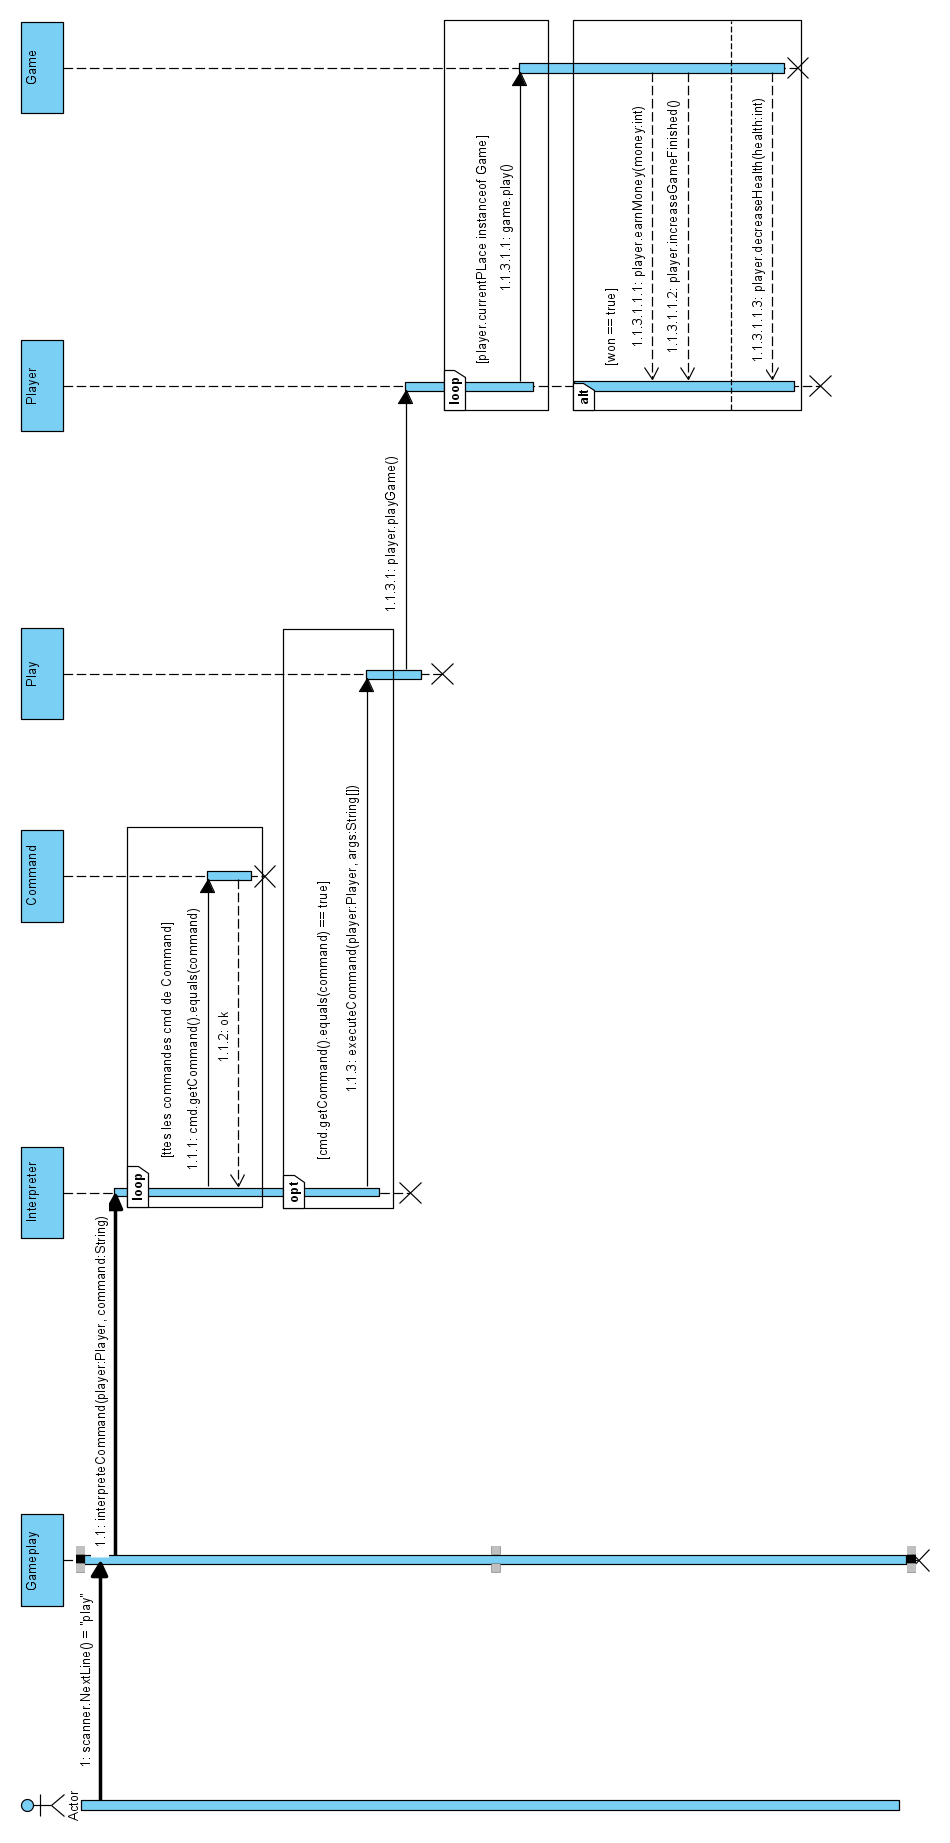 Actor
Gameplay
Interpreter
Command
Play
Player
Game
1: scanner.NextLine() = "play"
1.1: interpreteCommand(player:Player, command:String)
loop
[ttes les commandes cmd de Command]
1.1.1: cmd.getCommand().equals(command)
1.1.2: ok
opt
[cmd.getCommand().equals(command) == true]
1.1.3: executeCommand(player:Player, args:String[])
1.1.3.1: player.playGame()
loop
[player.currentPLace instanceof Game]
1.1.3.1.1: game.play()
alt
[won == true]
1.1.3.1.1.1: player.earnMoney(money:int)
1.1.3.1.1.2: player.increaseGameFinished()
1.1.3.1.1.3: player.decreaseHealth(health:int)